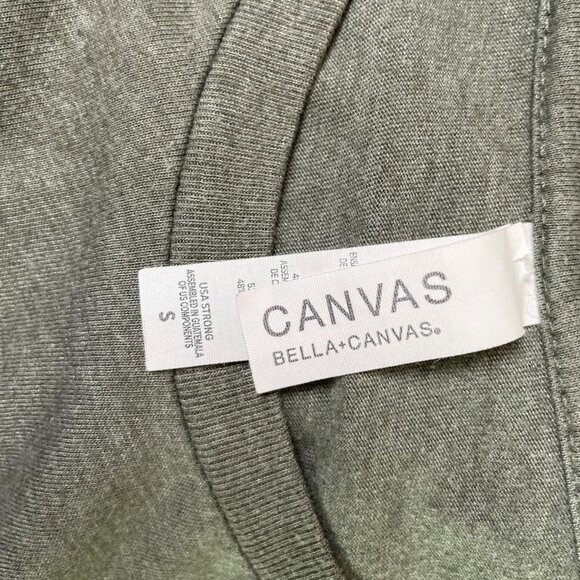 CANVAS
BELLA+CANVAS®
USA STRONG
ASSEMBLED IN GUATEMALA
OF US COMPONENTS
S